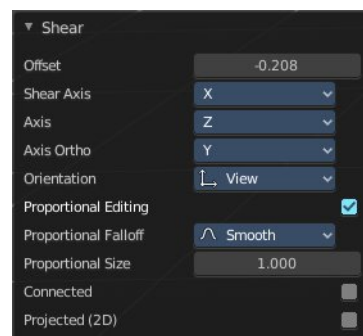 Shear
Offset -0.208
Shear Axis X
Axis Z
Axis Ortho Y
Orientation View
Proportional Editing
Proportional Falloff Smooth
Proportional Size 1.000
Connected
Projected (2D)